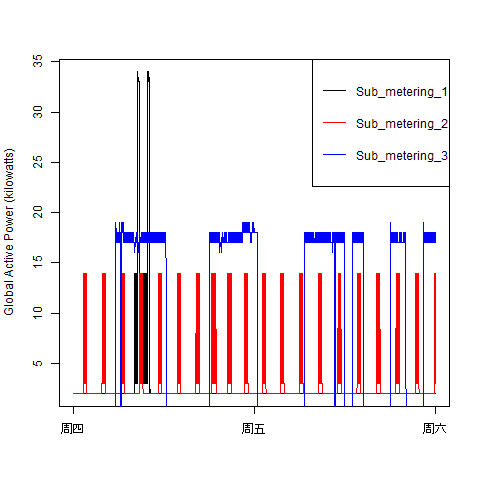 Global Active Power (kilowatts)
35
30
25
20
15
10
5
Sub_metering_1
Sub_metering_2
Sub_metering_3
周四
周五
周六